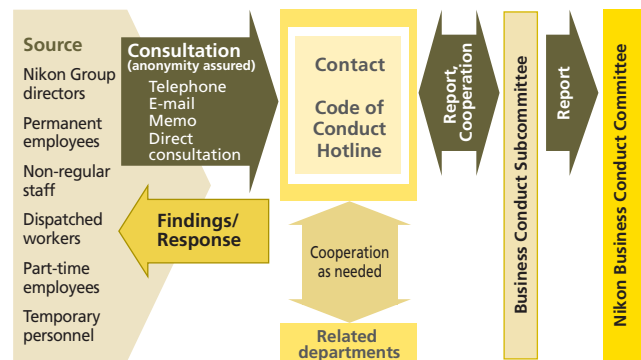 Source
Nikon Group
directors
Permanent
employees
Non-regular
staff
Dispatched
workers
Part-time
employees
Temporary
personnel
Consultation
(anonymity assured)
Telephone
E-mail
Memo
Direct
consultation
Findings/
Response
Contact
Code of
Conduct
Hotline
Cooperation
as needed
Related
departments
Report,
Cooperation
Business Conduct Subcommittee
Report
Nikon Business Conduct Committee